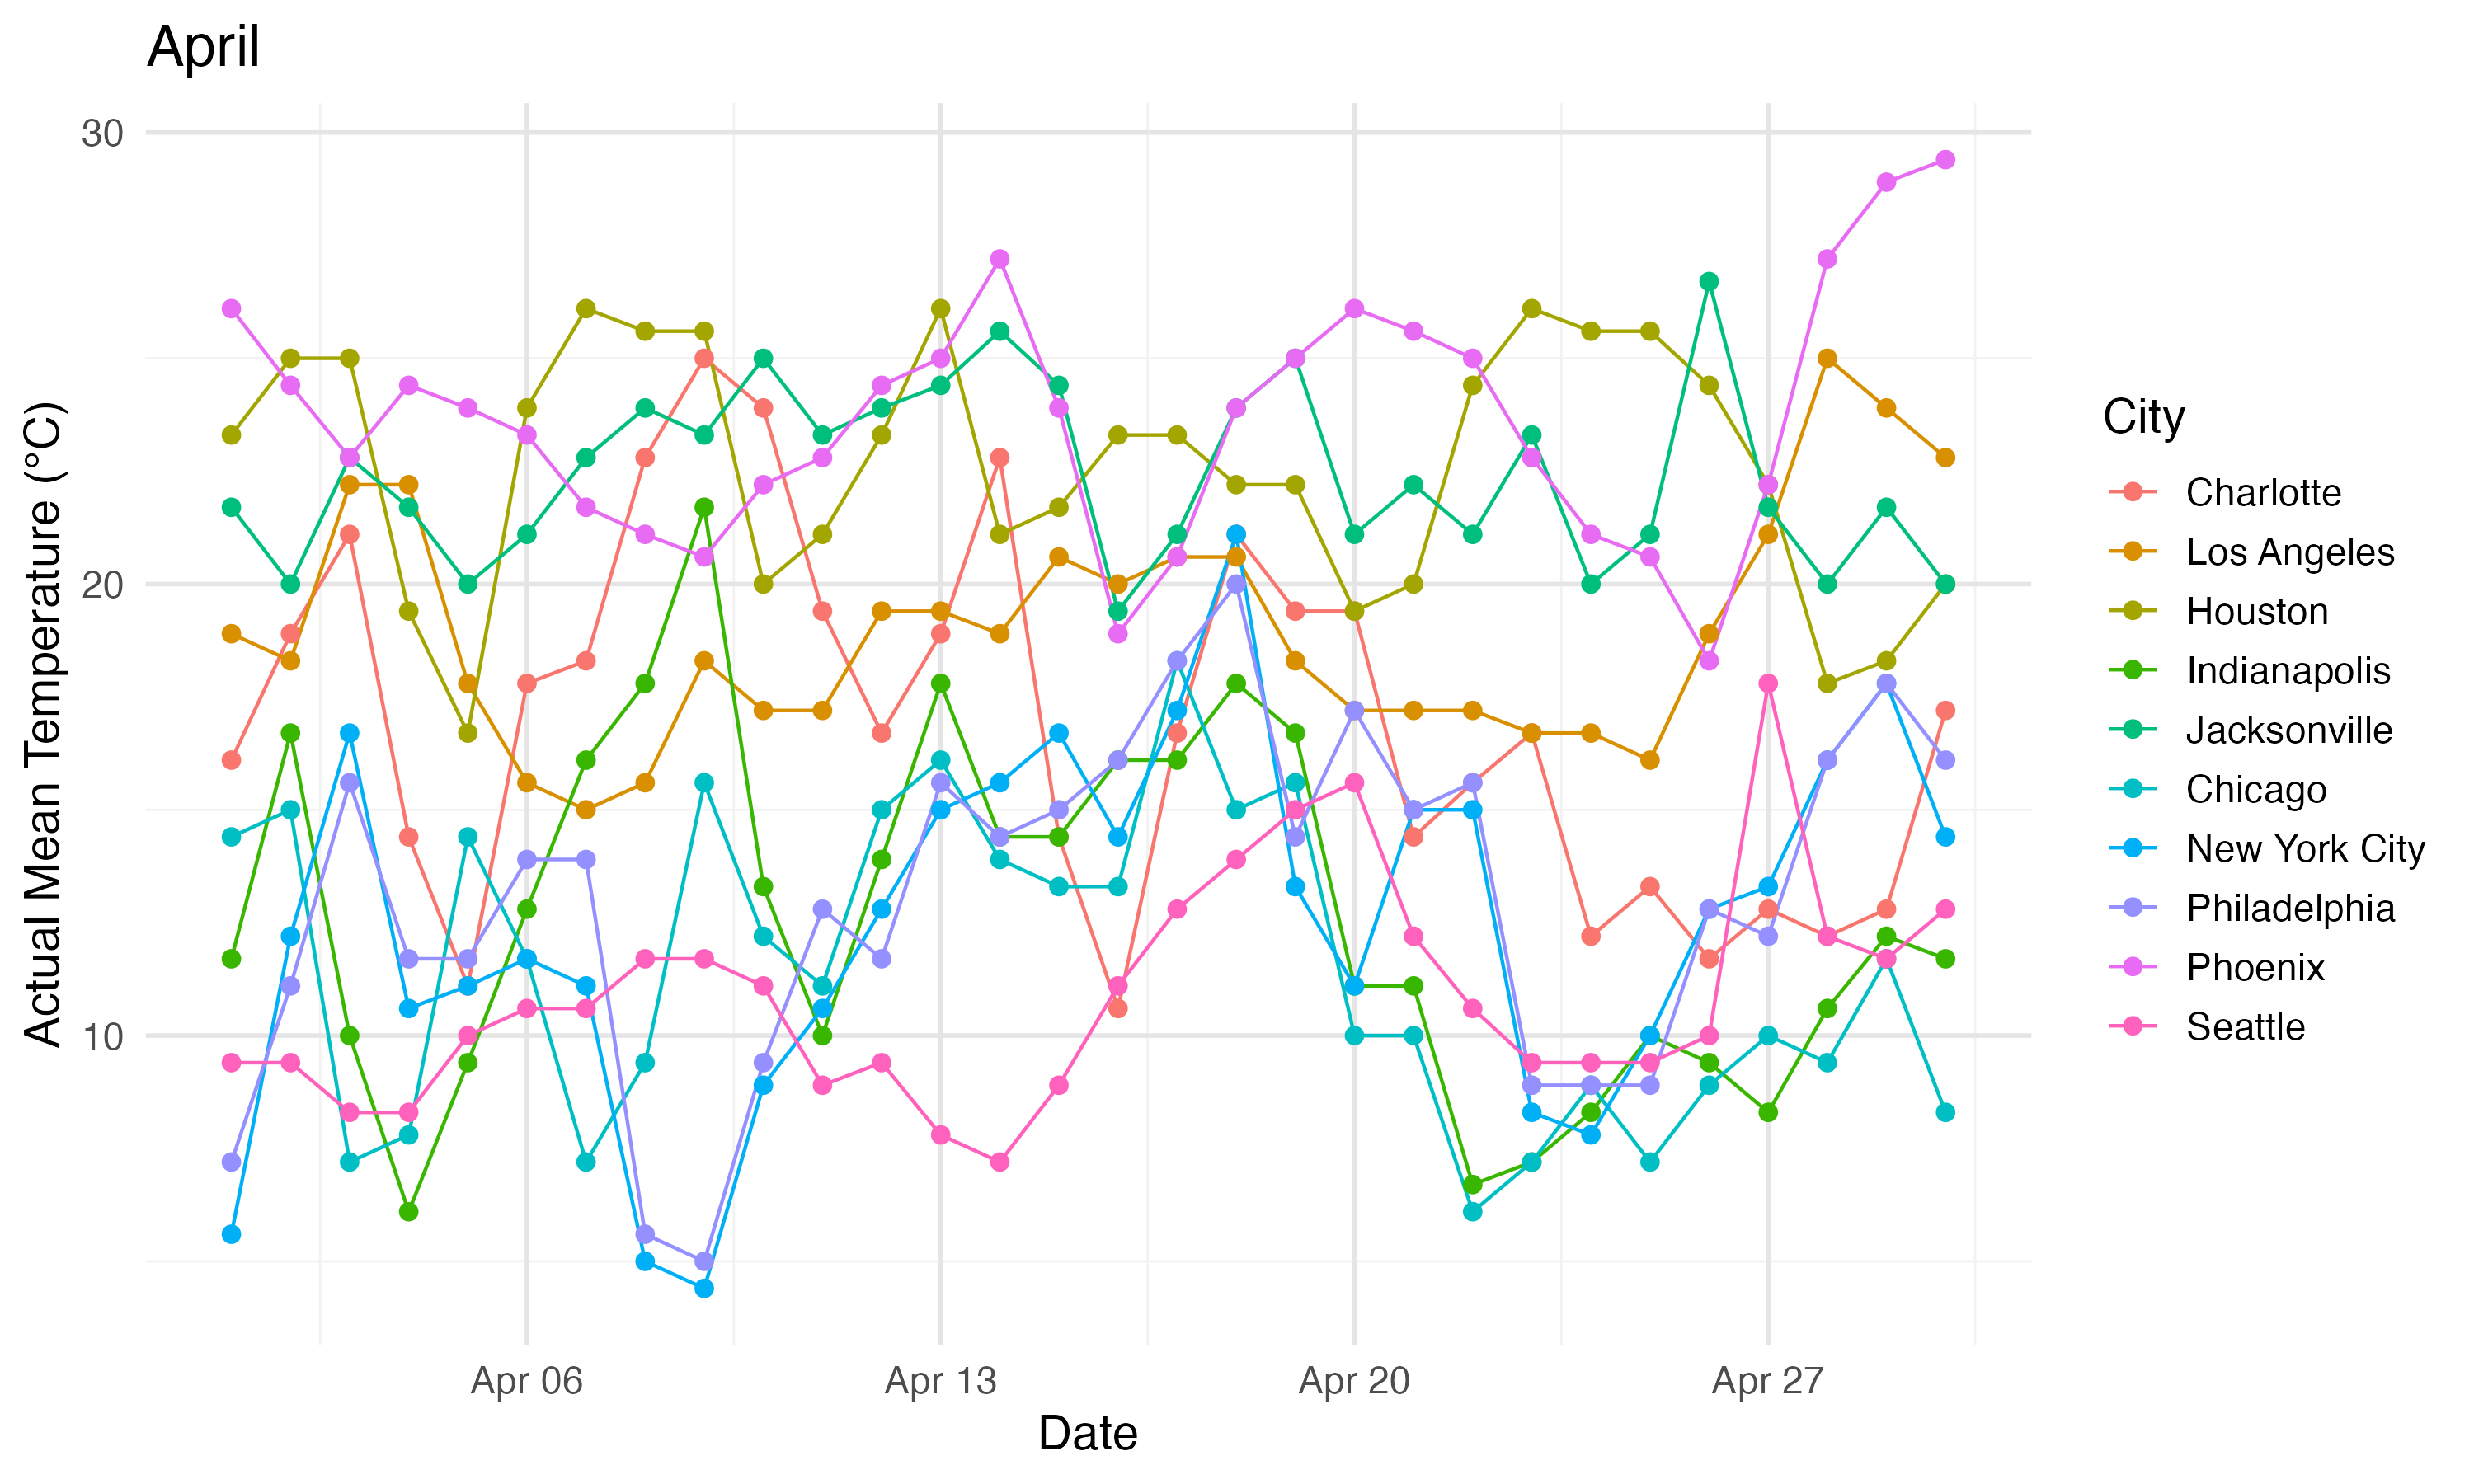 April
30
20
10
Actual Mean Temperature (°C)
Apr 06
Apr 13
Apr 20
Apr 27
Date
City
Charlotte
Los Angeles
Houston
Indianapolis
Jacksonville
Chicago
New York City
Philadelphia
Phoenix
Seattle